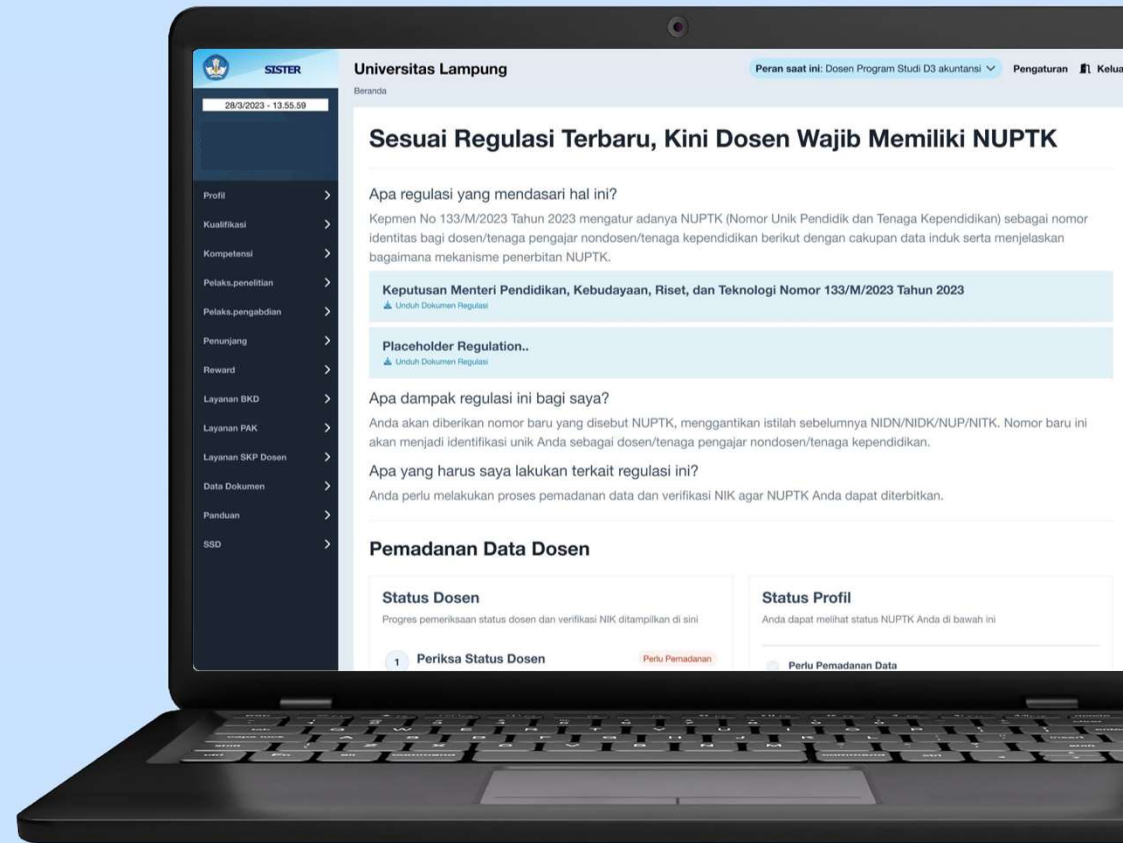 SISTER
28/3/2023 - 13.55.59
Profil
Kualifikasi
Kompetensi
Pelaks.penelitian
Pelaks.pengabdian
Penunjang
Reward
Layanan BKD
Layanan PAK
Layanan SKP Dosen
Data Dokumen
Panduan
SSD
Universitas Lampung
Peran saat ini: Dosen Program Studi D3 akuntansi
Pengaturan
Kelua
Beranda
Sesuai Regulasi Terbaru, Kini Dosen Wajib Memiliki NUPTK
Apa regulasi yang mendasari hal ini?
Kepmen No 133/M/2023 Tahun 2023 mengatur adanya NUPTK (Nomor Unik Pendidik dan Tenaga Kependidikan) sebagai nomor
identitas bagi dosen/tenaga pengajar nondosen/tenaga kependidikan berikut dengan cakupan data induk serta menjelaskan
bagaimana mekanisme penerbitan NUPTK.
Keputusan Menteri Pendidikan, Kebudayaan, Riset, dan Teknologi Nomor 133/M/2023 Tahun 2023
Unduh Dokumen Regulasi
Placeholder Regulation..
Unduh Dokumen Regulasi
Apa dampak regulasi ini bagi saya?
Anda akan diberikan nomor baru yang disebut NUPTK, menggantikan istilah sebelumnya NIDN/NIDK/NUP/NITK. Nomor baru ini
akan menjadi identifikasi unik Anda sebagai dosen/tenaga pengajar nondosen/tenaga kependidikan.
Apa yang harus saya lakukan terkait regulasi ini?
Anda perlu melakukan proses pemadanan data dan verifikasi NIK agar NUPTK Anda dapat diterbitkan.
Pemadanan Data Dosen
Status Dosen
Progres pemeriksaan status dosen dan verifikasi NIK ditampilkan di sini
1 Periksa Status Dosen
Perlu Pemadanan
Status Profil
Anda dapat melihat status NUPTK Anda di bawah ini
Perlu Pemadanan Data